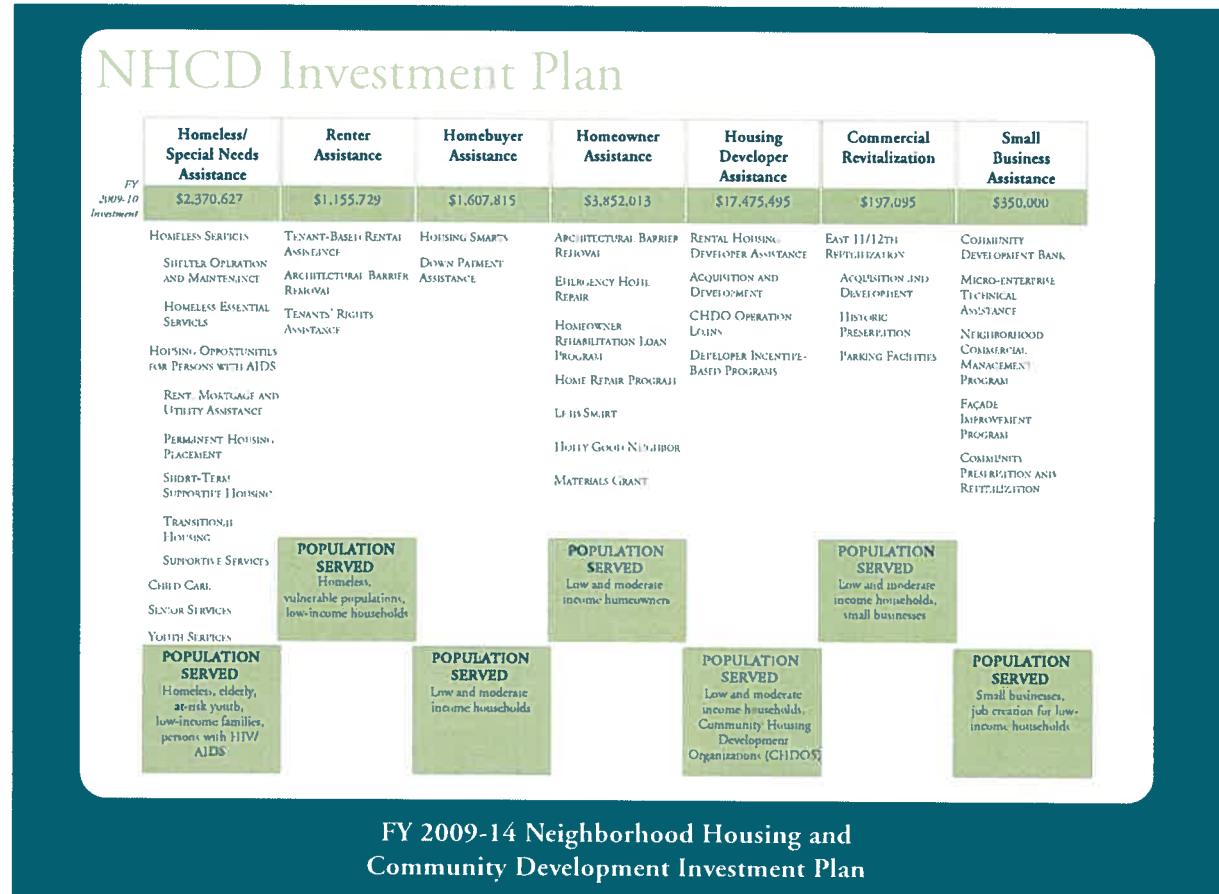 NHCD Investment Plan
FY
2009-10
Investment
Homeless/
Special Needs
Assistance
$2,370,627
HOMELESS SERVICES
SHELTER OPERATION
AND MAINTENANCE
HOMELESS ESSENTIAL
SERVICES
HOUSING OPPORTUNITIES
FOR PERSONS WITH AIDS
RENT, MORTGAGE AND
UTILITY ASSISTANCE
PERMANENT HOUSING
PLACEMENT
SHORT-TERM
SUPPORTIVE HOUSING
TRANSITIONAL
HOUSING
SUPPORTIVE SERVICES
CHILD CARE
SENIOR SERVICES
YOUTH SERVICES
POPULATION
SERVED
Homeless, elderly,
at-risk youth,
low-income families,
persons with HIV/
AIDS
Renter
Assistance
$1,155,729
TENANT-BASED RENTAL
ASSISTANCE
ARCHITECTURAL BARRIER
REMOVAL
TENANTS' RIGHTS
ASSISTANCE
POPULATION
SERVED
Homeless,
vulnerable populations,
low-income households
Homebuyer
Assistance
$1,607,815
HOUSING SMARTS
DOWN PAYMENT
ASSISTANCE
POPULATION
SERVED
Low and moderate
income households
Homeowner
Assistance
$3,852,013
ARCHITECTURAL BARRIER
REMOVAL
EMERGENCY HOME
REPAIR
HOMEOWNER
REHABILITATION LOAN
PROGRAM
HOME REPAIR PROGRAM
LEAD SMART
HOLLY GOOD NEIGHBOR
MATERIALS GRANT
POPULATION
SERVED
Low and moderate
income homeowners
Housing
Developer
Assistance
$17,475,495
RENTAL HOUSING
DEVELOPER ASSISTANCE
ACQUISITION AND
DEVELOPMENT
CHDO OPERATION
LOANS
DEVELOPER INCENTIVE-
BASED PROGRAMS
POPULATION
SERVED
Low and moderate
income households,
Community Housing
Development
Organizations (CHDOS)
Commercial
Revitalization
$197,095
EAST 11/12TH
REVITALIZATION
ACQUISITION AND
DEVELOPMENT
HISTORIC
PRESERVATION
PARKING FACILITIES
POPULATION
SERVED
Low and moderate
income households,
small businesses
Small
Business
Assistance
$350,000
COMMUNITY
DEVELOPMENT BANK
MICRO-ENTERPRISE
TECHNICAL
ASSISTANCE
NEIGHBORHOOD
COMMERCIAL
MANAGEMENT
PROGRAM
FAÇADE
IMPROVEMENT
PROGRAM
COMMUNITY
PRESERVATION AND
REVITALIZATION
POPULATION
SERVED
Small businesses,
job creation for low-
income households
FY 2009-14 Neighborhood Housing and
Community Development Investment Plan